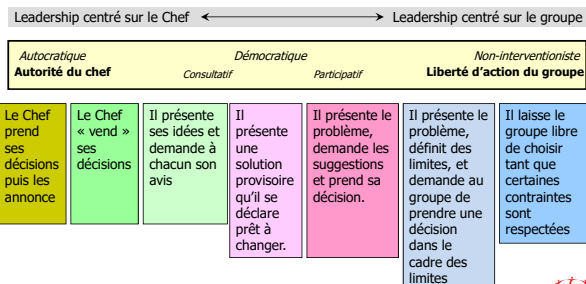 Leadership centré sur le Chef
Leadership centré sur le groupe
Autocratique
Démocratique
Non-interventioniste
Autorité du chef
Consultatif
Participatif
Liberté d'action du groupe
Le Chef
prend
ses
décisions
puis les
annonce
Le Chef
« vend »
ses
décisions
Il présente
ses idées et
demande à
chacun son
avis
Il
présente
une
solution
provisoire
qu'il se
déclare
prêt à
changer.
Il présente le
problème,
demande les
suggestions
et prend sa
décision.
Il présente le
problème,
définit des
limites, et
demande au
groupe de
prendre une
décision
dans le
cadre des
limites
Il laisse le
groupe libre
de choisir
tant que
certaines
contraintes
sont
respectées